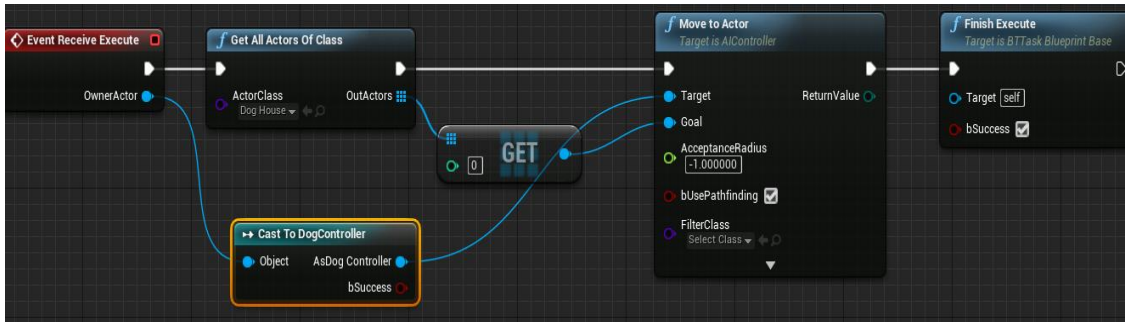 Event Receive Execute
OwnerActor
f Get All Actors Of Class
ActorClass
Dog House
OutActors
0
GET
Cast To DogController
Object
AsDog Controller
bSuccess
f Move to Actor
Target is AIController
Target
ReturnValue
Goal
AcceptanceRadius
-1.000000
bUsePathfinding
FilterClass
Select Class
f Finish Execute
Target is BTTask Blueprint Base
Target self
bSuccess